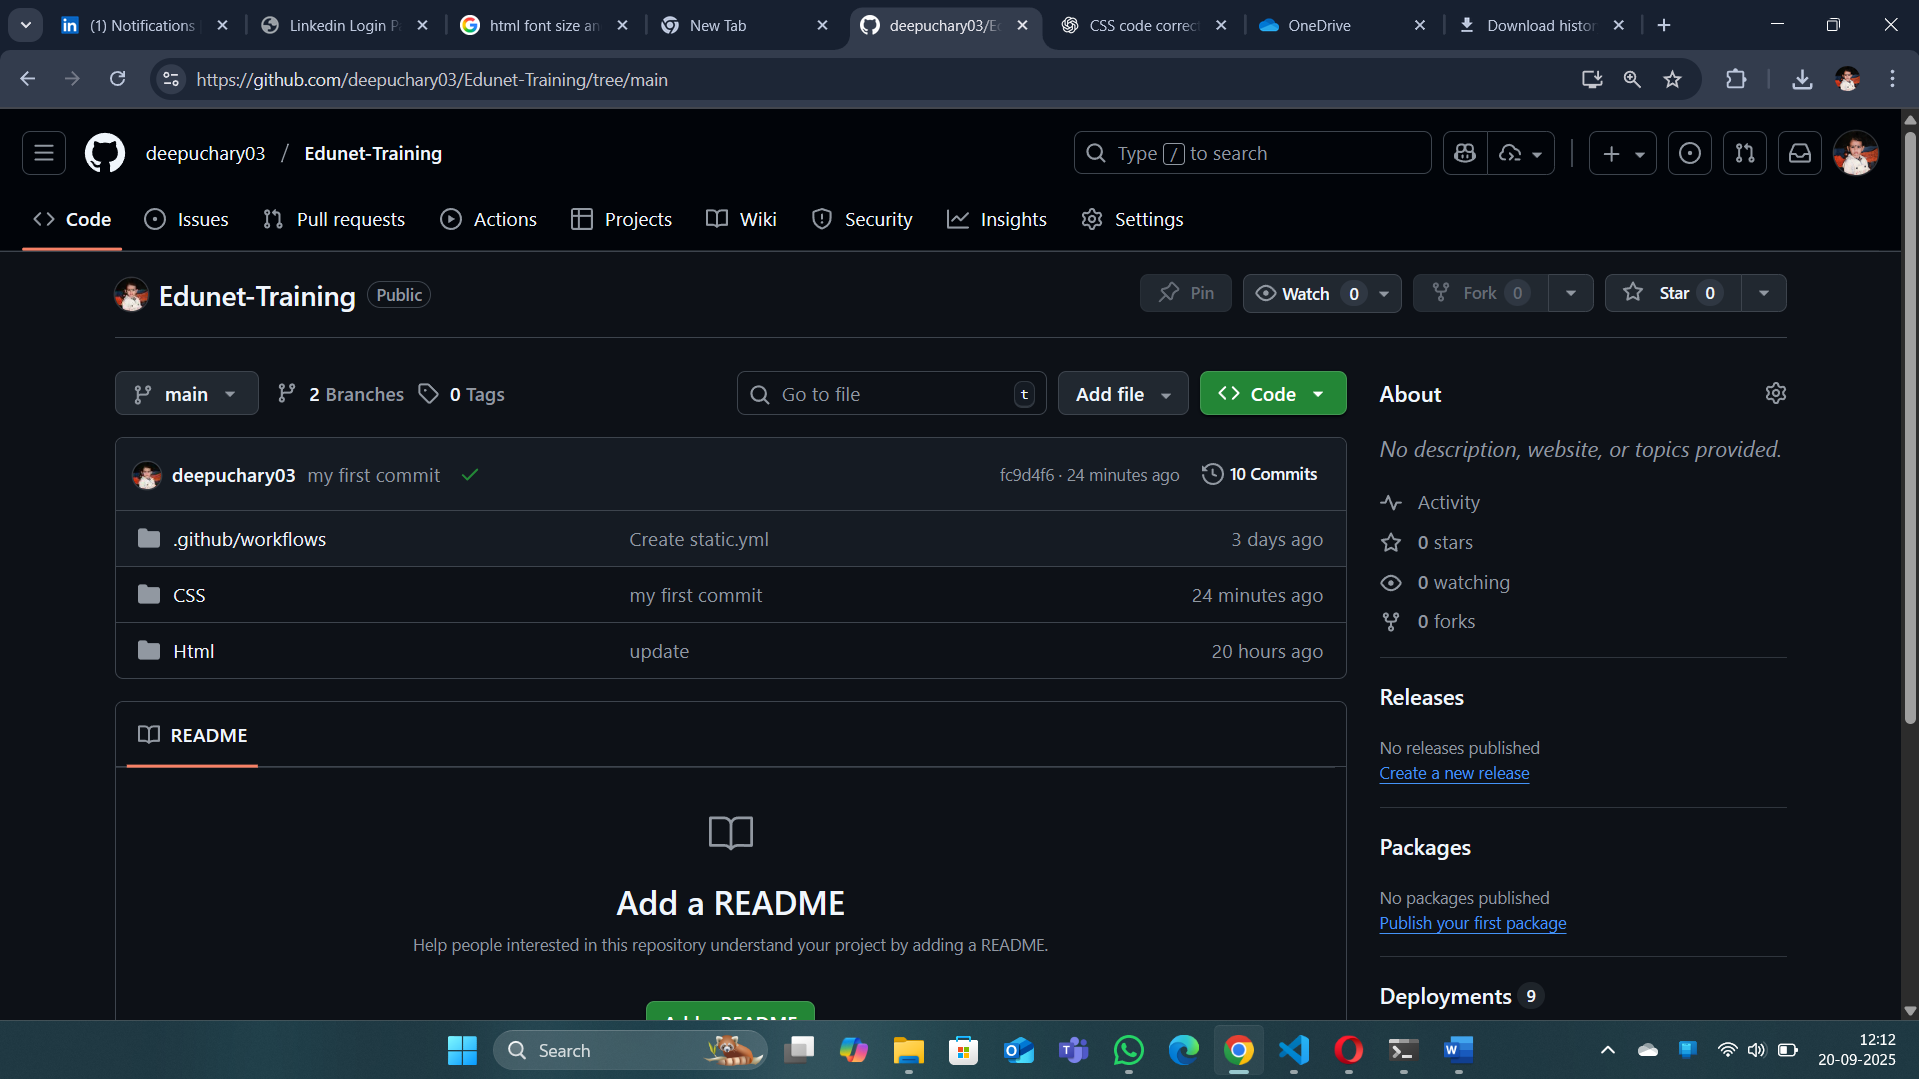 (1) Notifications
Linkedin Login P
html font size an
New Tab
deepuchary03/E
CSS code correc
OneDrive
Download histor
https://github.com/deepuchary03/Edunet-Training/tree/main
deepuchary03 / Edunet-Training
Type / to search
Code
Issues
Pull requests
Actions
Projects
Wiki
Security
Insights
Settings
Edunet-Training Public
Pin
Watch 0
Fork 0
Star 0
main
2 Branches
0 Tags
Go to file t
Add file
Code
deepuchary03 my first commit
fc9d4f6 · 24 minutes ago
10 Commits
.github/workflows Create static.yml 3 days ago
CSS my first commit 24 minutes ago
Html update 20 hours ago
README
Add a README
Help people interested in this repository understand your project by adding a README.
Add a README
About
No description, website, or topics provided.
Activity
0 stars
0 watching
0 forks
Releases
No releases published
Create a new release
Packages
No packages published
Publish your first package
Deployments 9
Search
12:12
20-09-2025